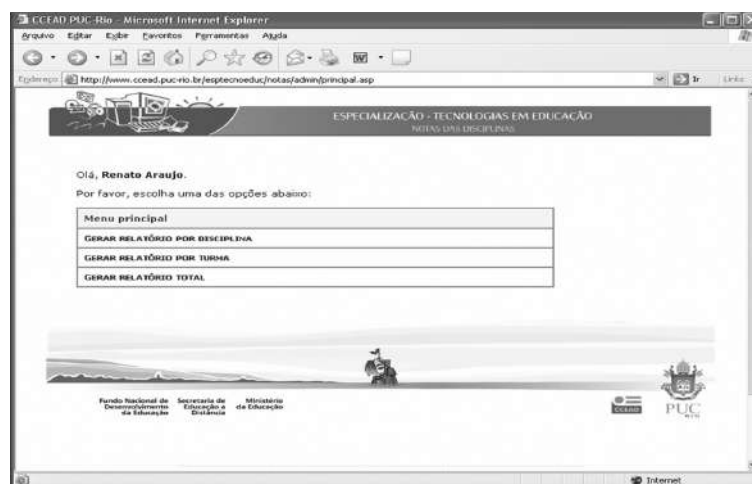 CCEAD PUC-Rio - Microsoft Internet Explorer
Arquivo Editar Exibir Favoritos Ferramentas Ajuda
Endereço http://www.ccead.puc-rio.br/esptecnoeduc/notas/admin/principal.asp Ir Links
ESPECIALIZAÇÃO - TECNOLOGIAS EM EDUCAÇÃO
NOTAS DAS DISCIPLINAS
Olá, Renato Araujo.
Por favor, escolha uma das opções abaixo:
Menu principal
GERAR RELATÓRIO POR DISCIPLINA
GERAR RELATÓRIO POR TURMA
GERAR RELATÓRIO TOTAL
Fundo Nacional de Desenvolvimento da Educação
Secretaria de Educação a Distância
Ministério da Educação
CCEAD
PUC
RIO
Internet